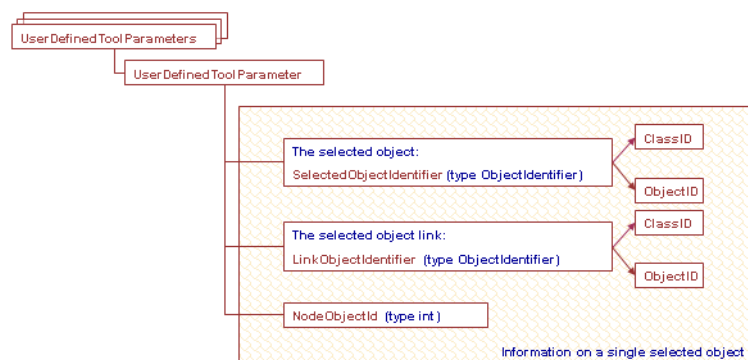 UserDefinedToolParameters
UserDefinedToolParameter
The selected object:
SelectedObjectIdentifier (type ObjectIdentifier)
ClassID
ObjectID
The selected object link:
LinkObjectIdentifier (type ObjectIdentifier)
ClassID
ObjectID
NodeObjectId (type int)
Information on a single selected object